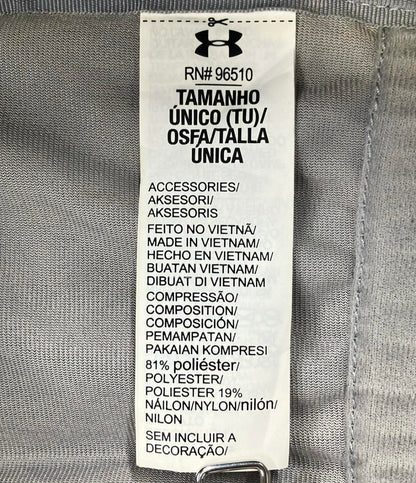 RN# 96510
TAMANHO
ÚNICO (TU)/
OSFA/TALLA
ÚNICA
ACCESSORIES/
AKSESORI/
AKSESORIS
FEITO NO VIETNÃ/
MADE IN VIETNAM/
HECHO EN VIETNAM/
BUATAN VIETNAM/
DIBUAT DI VIETNAM
COMPRESSÃO/
COMPOSITION/
COMPOSICIÓN/
PEMAMPATAN/
PAKAIAN KOMPRESI
81% poliéster/
POLYESTER/
POLIESTER 19%
NÁILON/NYLON/nilón/
NILON
SEM INCLUIR A
DECORAÇÃO/